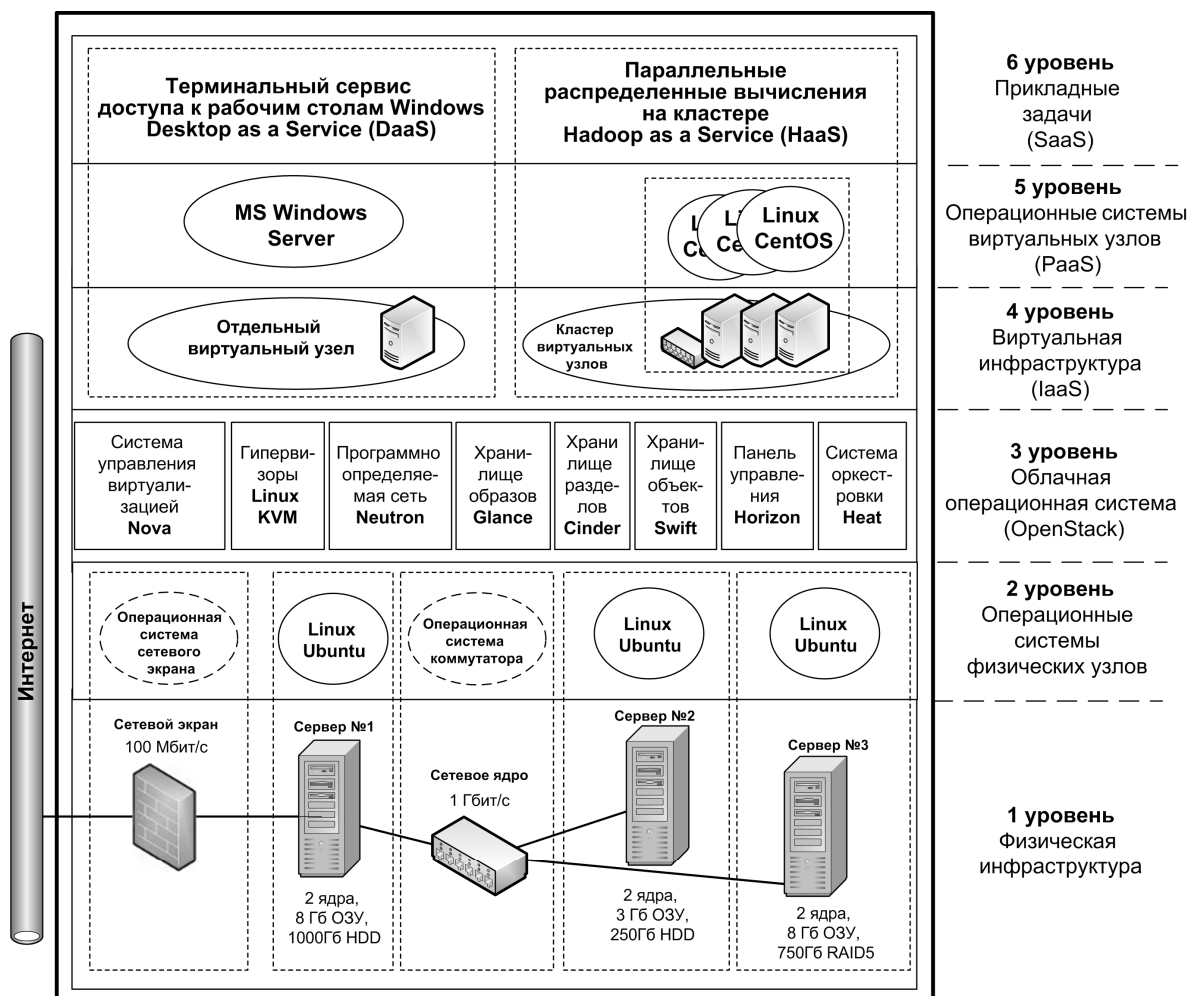 Терминальный сервис
доступа к рабочим столам Windows
Desktop as a Service (DaaS)
Параллельные
распределенные вычисления
на кластере
Hadoop as a Service (HaaS)
6 уровень
Прикладные
задачи
(SaaS)
MS Windows
Server
L
Ce
Li
Ce
Linux
CentOS
5 уровень
Операционные системы
виртуальных узлов
(PaaS)
Отдельный
виртуальный узел
Кластер
виртуальных
узлов
4 уровень
Виртуальная
инфраструктура
(IaaS)
Система
управления
виртуали-
зацией
Nova
Гиперви-
зоры
Linux
KVM
Программно
определяе-
мая сеть
Neutron
Храни-
лище
образов
Glance
Храни
лище
разде-
лов
Cinder
Храни-
лище
объек-
тов
Swift
Панель
управле-
ния
Horizon
Система
оркест-
ровки
Heat
3 уровень
Облачная
операционная система
(OpenStack)
Интернет
Операционная
система
сетевого
экрана
Linux
Ubuntu
Операционная
система
коммутатора
Linux
Ubuntu
Linux
Ubuntu
2 уровень
Операционные
системы
физических узлов
Сетевой экран
100 Мбит/с
Сервер №1
2 ядра,
8 Гб ОЗУ,
1000Гб HDD
Сетевое ядро
1 Гбит/с
Сервер №2
2 ядра,
3 Гб ОЗУ,
250Гб HDD
Сервер №3
2 ядра,
8 Гб ОЗУ,
750Гб RAID5
1 уровень
Физическая
инфраструктура